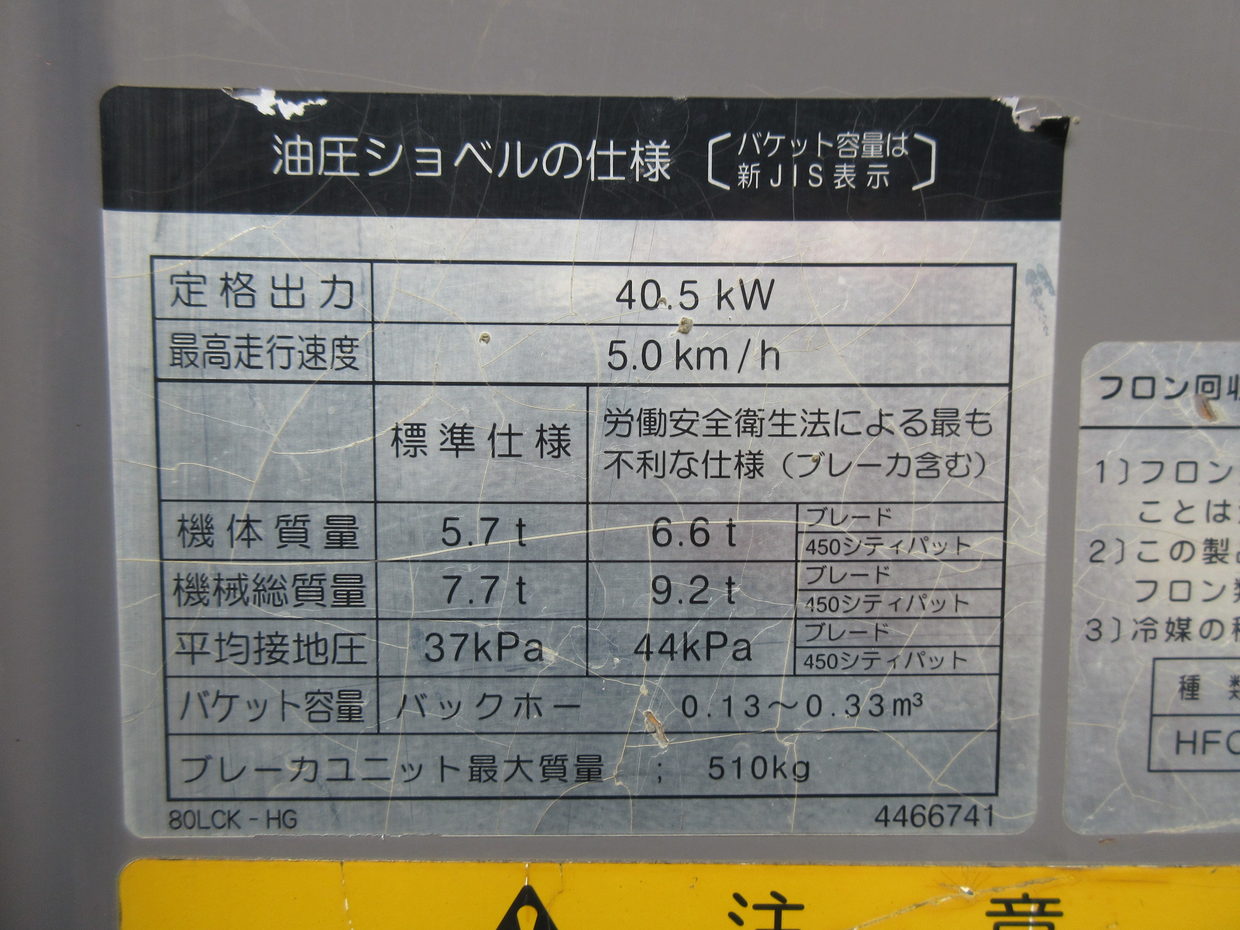 油圧ショベルの仕様
バケット容量は
新JIS表示
定格出力 40.5 kW
最高走行速度 5.0 km/h
標準仕様
労働安全衛生法による最も
不利な仕様（ブレーカ含む）
機体質量 5.7 t 6.6 t
ブレード
450シティパット
機械総質量 7.7 t 9.2 t
ブレード
450シティパット
平均接地圧 37kPa 44kPa
ブレード
450シティパット
バケット容量 バックホー 0.13～0.33m³
ブレーカユニット最大質量 ; 510kg
80LCK-HG 4466741
フロン回収
1)フロン
ことは
2)この製品
フロン類
3)冷媒の種
種 類
HFC
注意